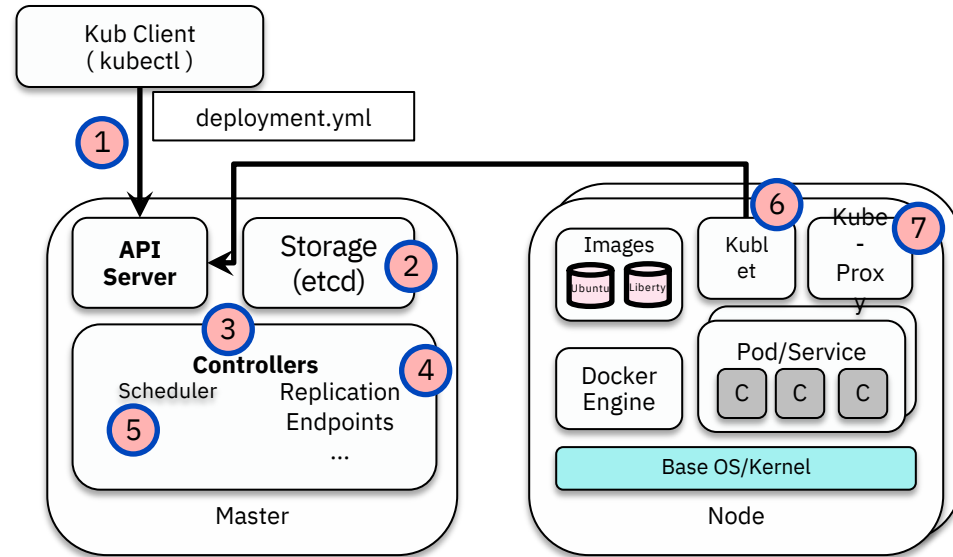 Kub Client
( kubectl )
deployment.yml
1
API
Server
Storage
(etcd)
2
3
Controllers
4
Scheduler
5
Replication
Endpoints
...
Master
Images
Ubuntu
Liberty
6
Kubl
et
7
Kube
-
Prox
y
Docker
Engine
Pod/Service
C
C
C
Base OS/Kernel
Node